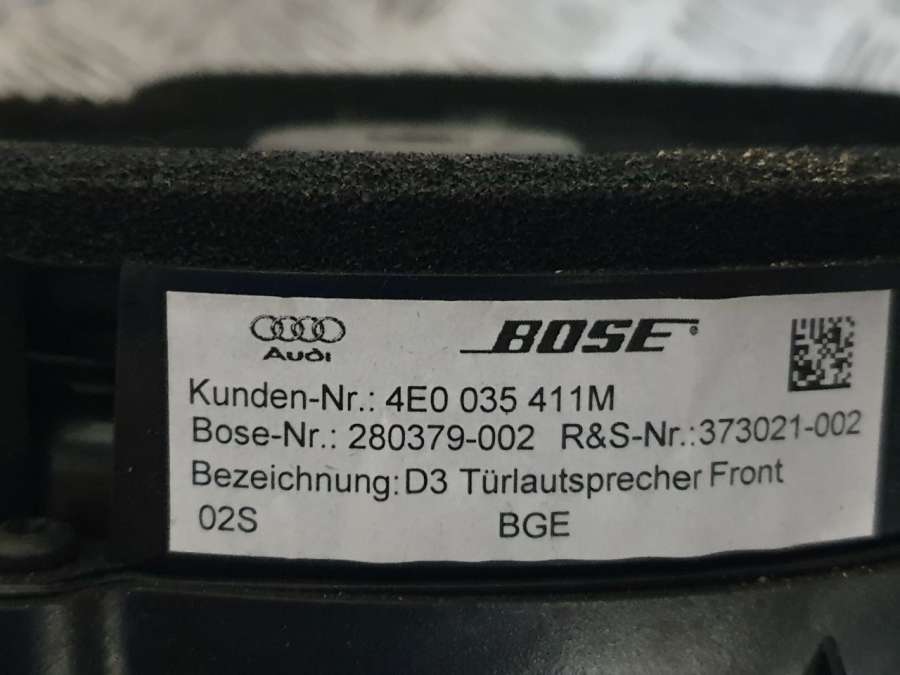 Audi BOSE®
Kunden-Nr.: 4E0 035 411M
Bose-Nr.: 280379-002 R&S-Nr.:373021-002
Bezeichnung: D3 Türlautsprecher Front
02S BGE